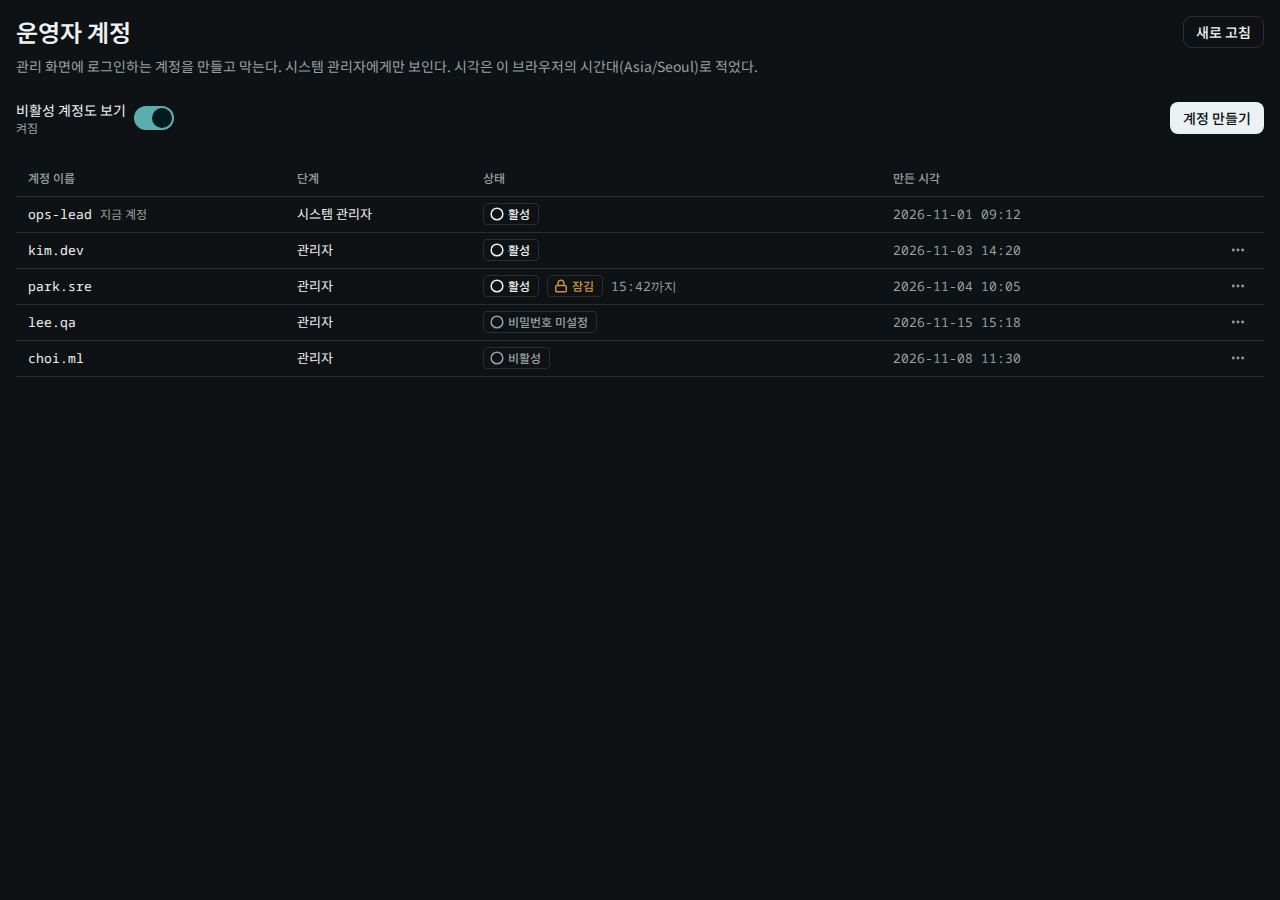 운영자 계정
새로 고침
관리 화면에 로그인하는 계정을 만들고 막는다. 시스템 관리자에게만 보인다. 시각은 이 브라우저의 시간대(Asia/Seoul)로 적었다.
비활성 계정도 보기
켜짐
계정 만들기
계정 이름 단계 상태 만든 시각
ops-lead 지금 계정 시스템 관리자 활성 2026-11-01 09:12
kim.dev 관리자 활성 2026-11-03 14:20
park.sre 관리자 활성 잠김 15:42까지 2026-11-04 10:05
lee.qa 관리자 비밀번호 미설정 2026-11-15 15:18
choi.ml 관리자 비활성 2026-11-08 11:30